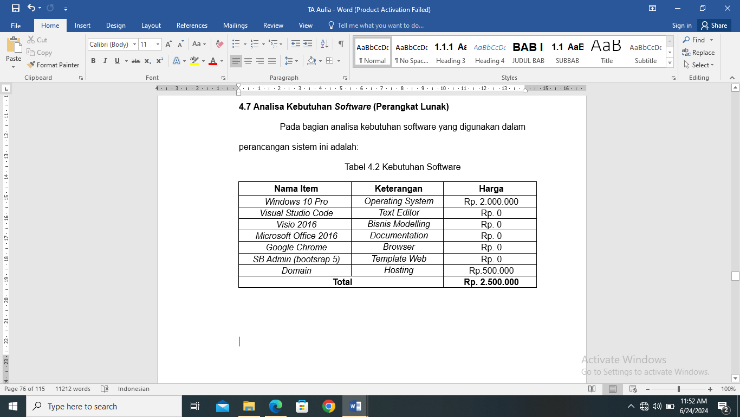 TA Aulia - Word (Product Activation Failed)
File Home Insert Design Layout References Mailings Review View Tell me what you want to do... Sign in Share
Cut
Copy
Format Painter
Paste
Calibri (Body) 11
AaBbCcDc AaBbCcDc 1.1.1 Aa AaBbCcDc BAB I 1.1 AaB AaB AaBbCcDc
¶ Normal ¶ No Spac... Heading 3 Heading 4 JUDUL BAB SUBBAB Title Subtitle
Find
Replace
Select
Clipboard Font Paragraph Styles Editing
4.7 Analisa Kebutuhan Software (Perangkat Lunak)
Pada bagian analisa kebutuhan software yang digunakan dalam
perancangan sistem ini adalah:
Tabel 4.2 Kebutuhan Software
Nama Item Keterangan Harga
Windows 10 Pro Operating System Rp. 2.000.000
Visual Studio Code Text Editor Rp. 0
Visio 2016 Bisnis Modelling Rp. 0
Microsoft Office 2016 Documentation Rp. 0
Google Chrome Browser Rp. 0
SB Admin (bootsrap 5) Template Web Rp. 0
Domain Hosting Rp.500.000
Total Rp. 2.500.000
Activate Windows
Go to Settings to activate Windows.
Page 76 of 115 11212 words Indonesian 100%
Type here to search
11:52 AM
6/24/2024